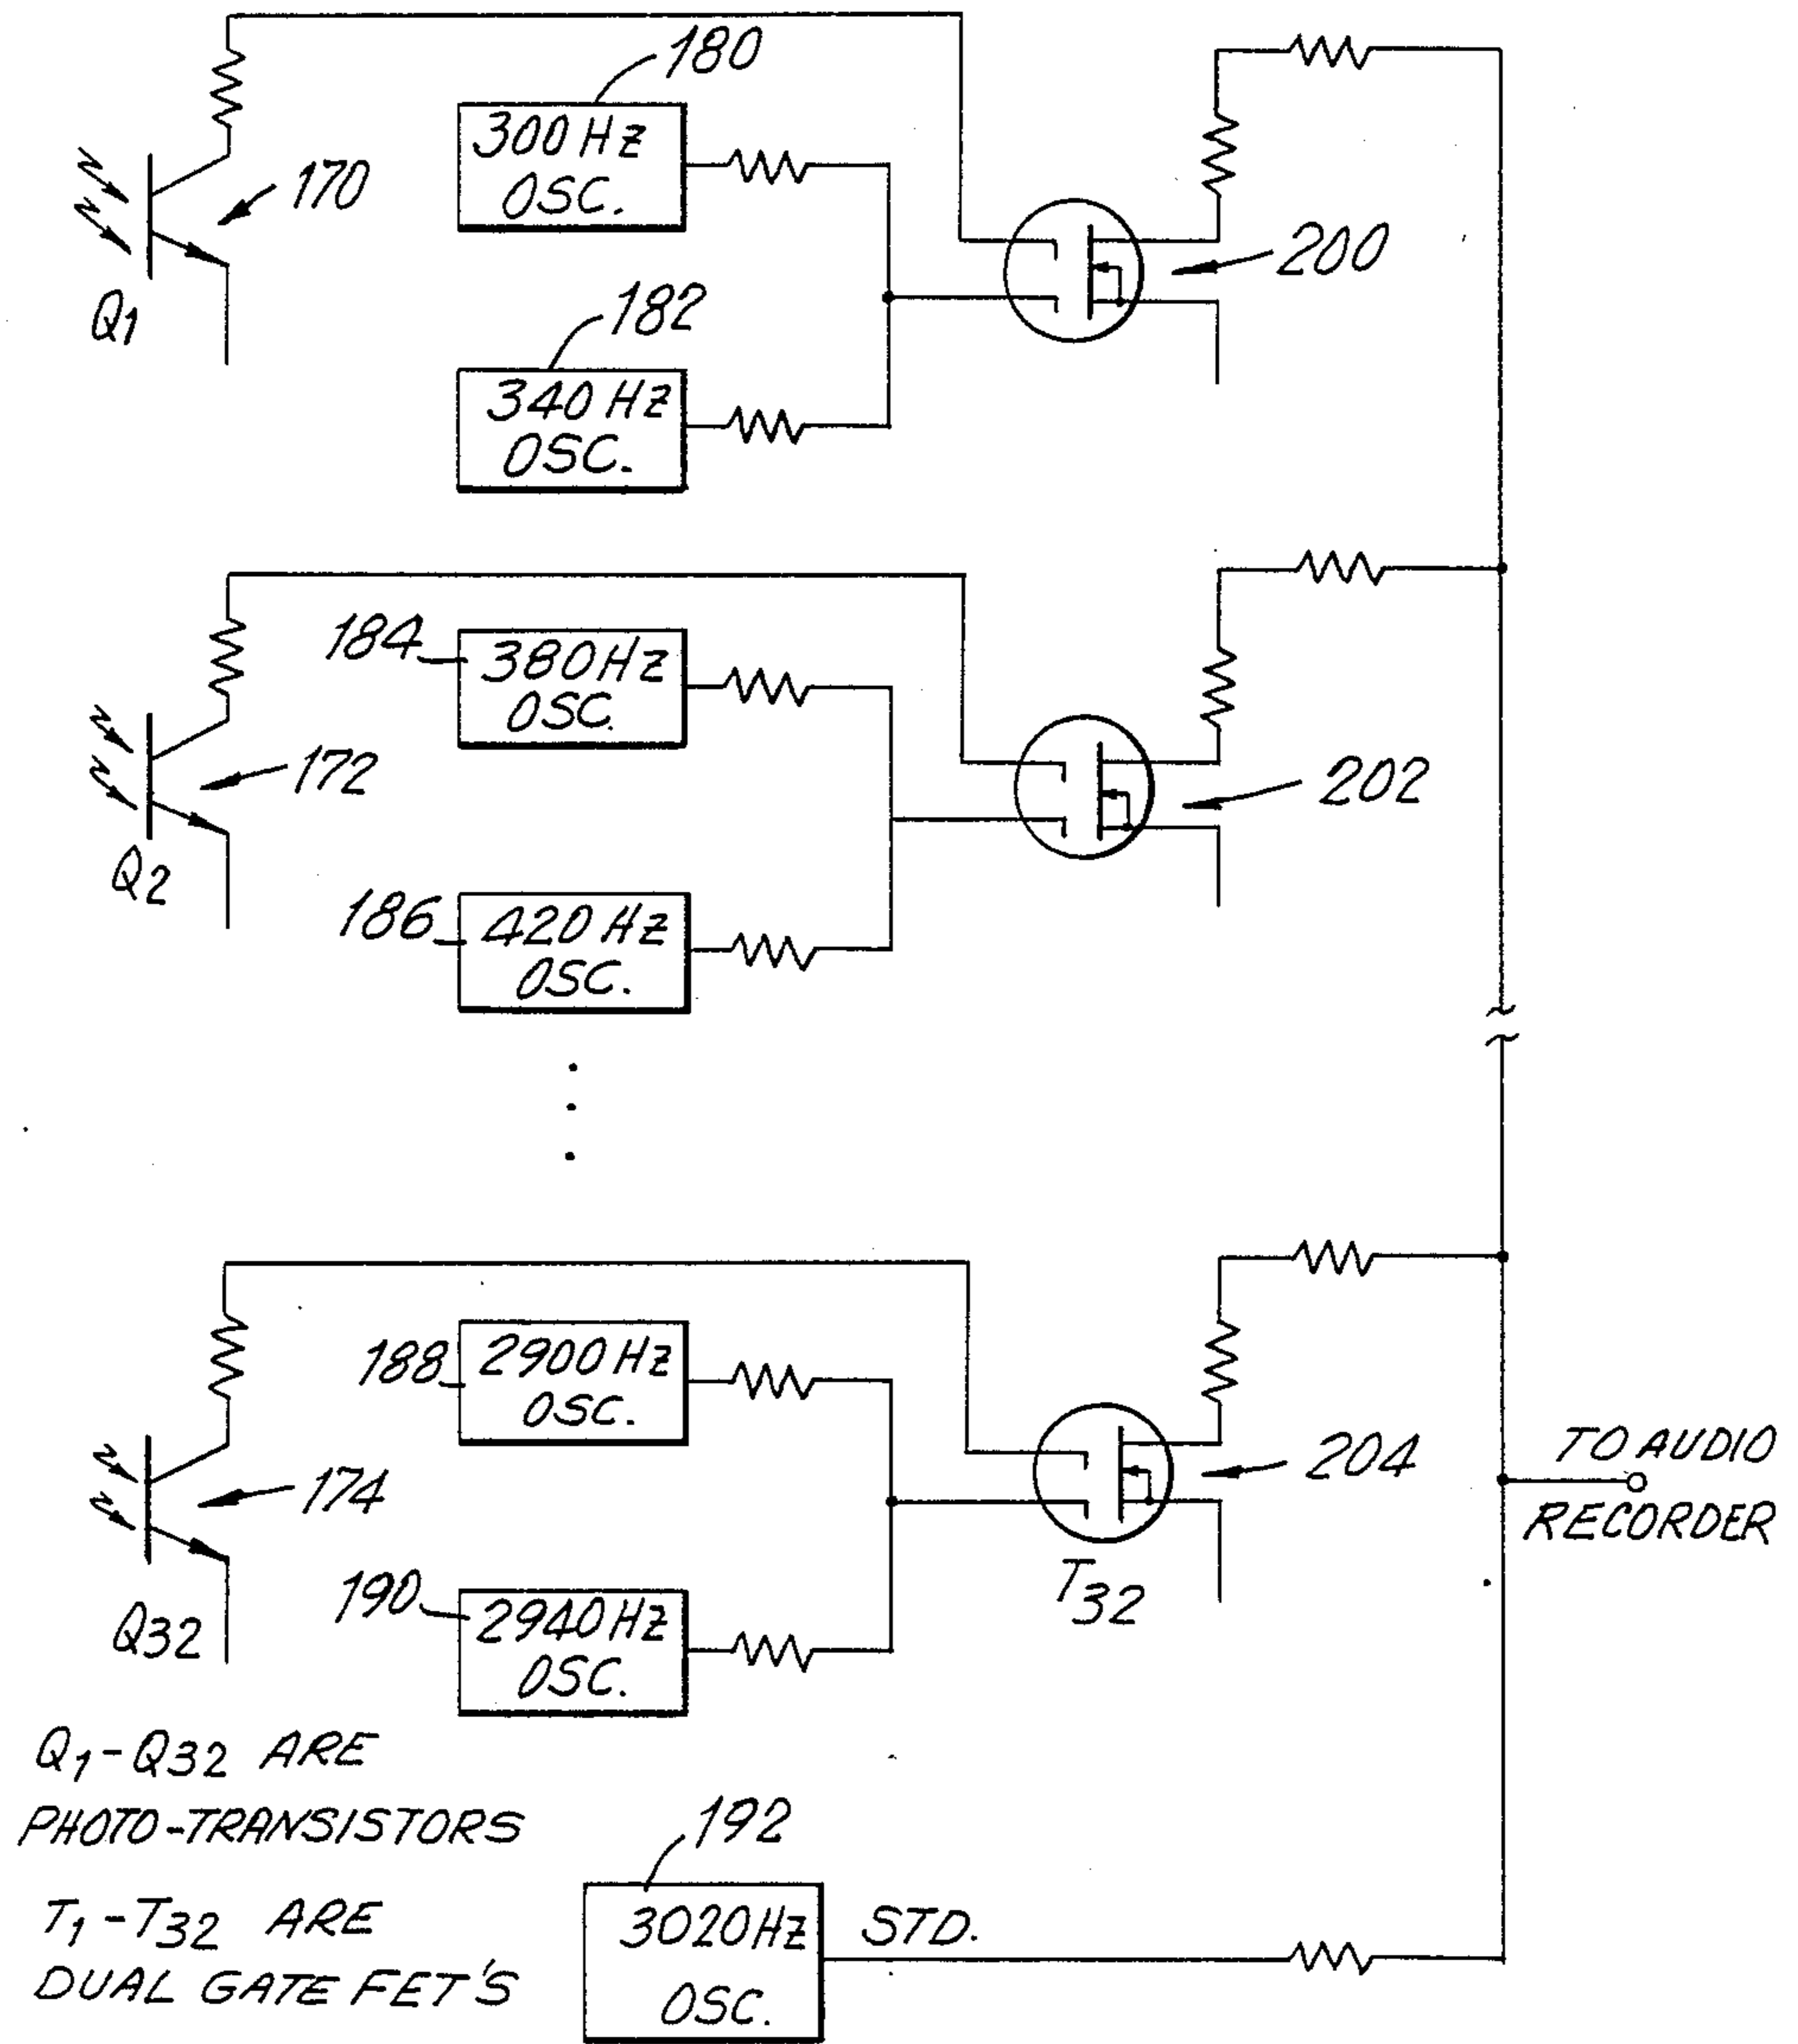 180
300 HZ
OSC.
170
Q1
200
182
340 HZ
OSC.
184
380 HZ
OSC.
172
Q2
202
186
420 HZ
OSC.
188
2900 HZ
OSC.
174
204
TO AUDIO
RECORDER
T32
190
2940 HZ
OSC.
Q32
Q1-Q32 ARE
PHOTO-TRANSISTORS
192
T1-T32 ARE
DUAL GATE FET'S
3020 HZ
OSC.
STD.